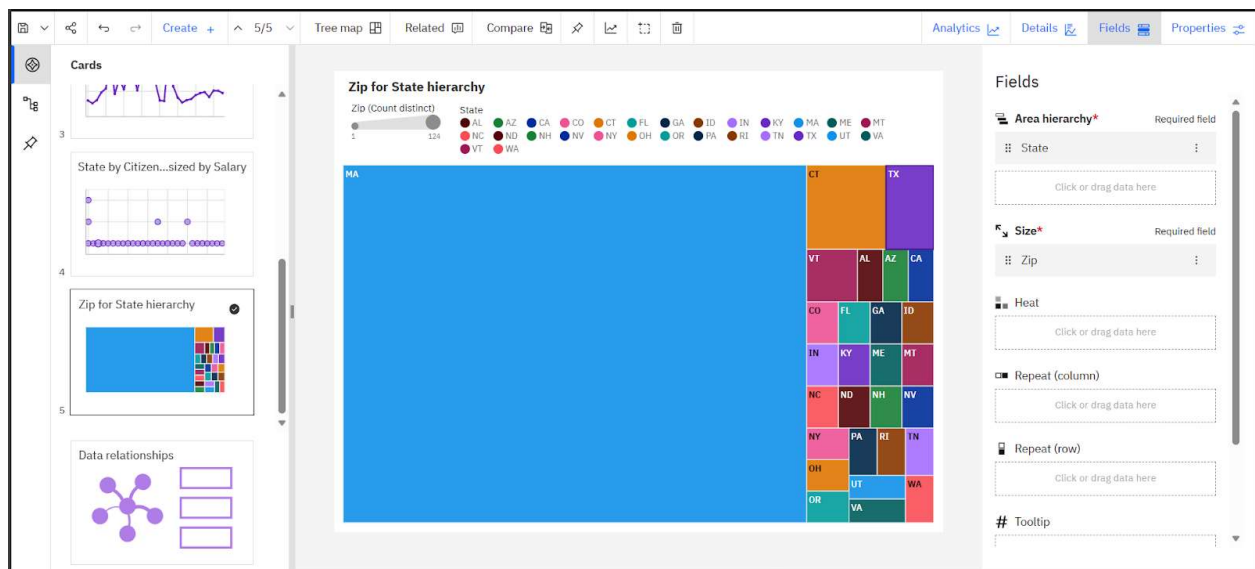 Create +
5/5
Tree map
Related
Compare
Analytics
Details
Fields
Properties
Cards
3
State by Citizen...sized by Salary
4
Zip for State hierarchy
5
Data relationships
Zip for State hierarchy
Zip (Count distinct)
1 124
State
AL AZ CA CO CT FL GA ID IN KY MA ME MT
NC ND NH NV NY OH OR PA RI TN TX UT VA
VT WA
MA
CT
TX
VT
AL
AZ
CA
CO
FL
GA
ID
IN
KY
ME
MT
NC
ND
NH
NV
NY
PA
RI
TN
OH
UT
WA
OR
VA
Fields
Area hierarchy* Required field
State
Click or drag data here
Size* Required field
Zip
Heat
Click or drag data here
Repeat (column)
Click or drag data here
Repeat (row)
Click or drag data here
# Tooltip